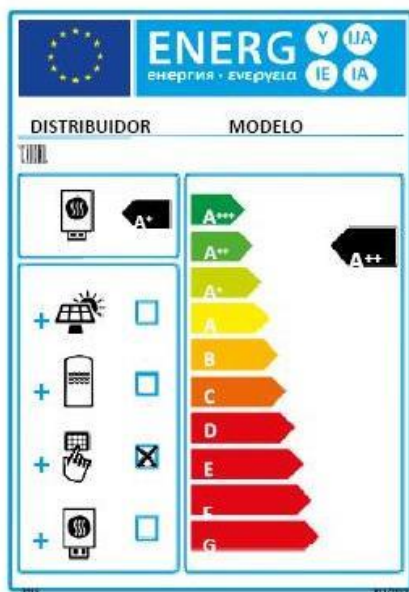 ENERG Y IJA
енергия · ενεργεια IE IA
DISTRIBUIDOR MODELO
A+
A+++
A++
A++
A+
A
B
C
D
E
F
G